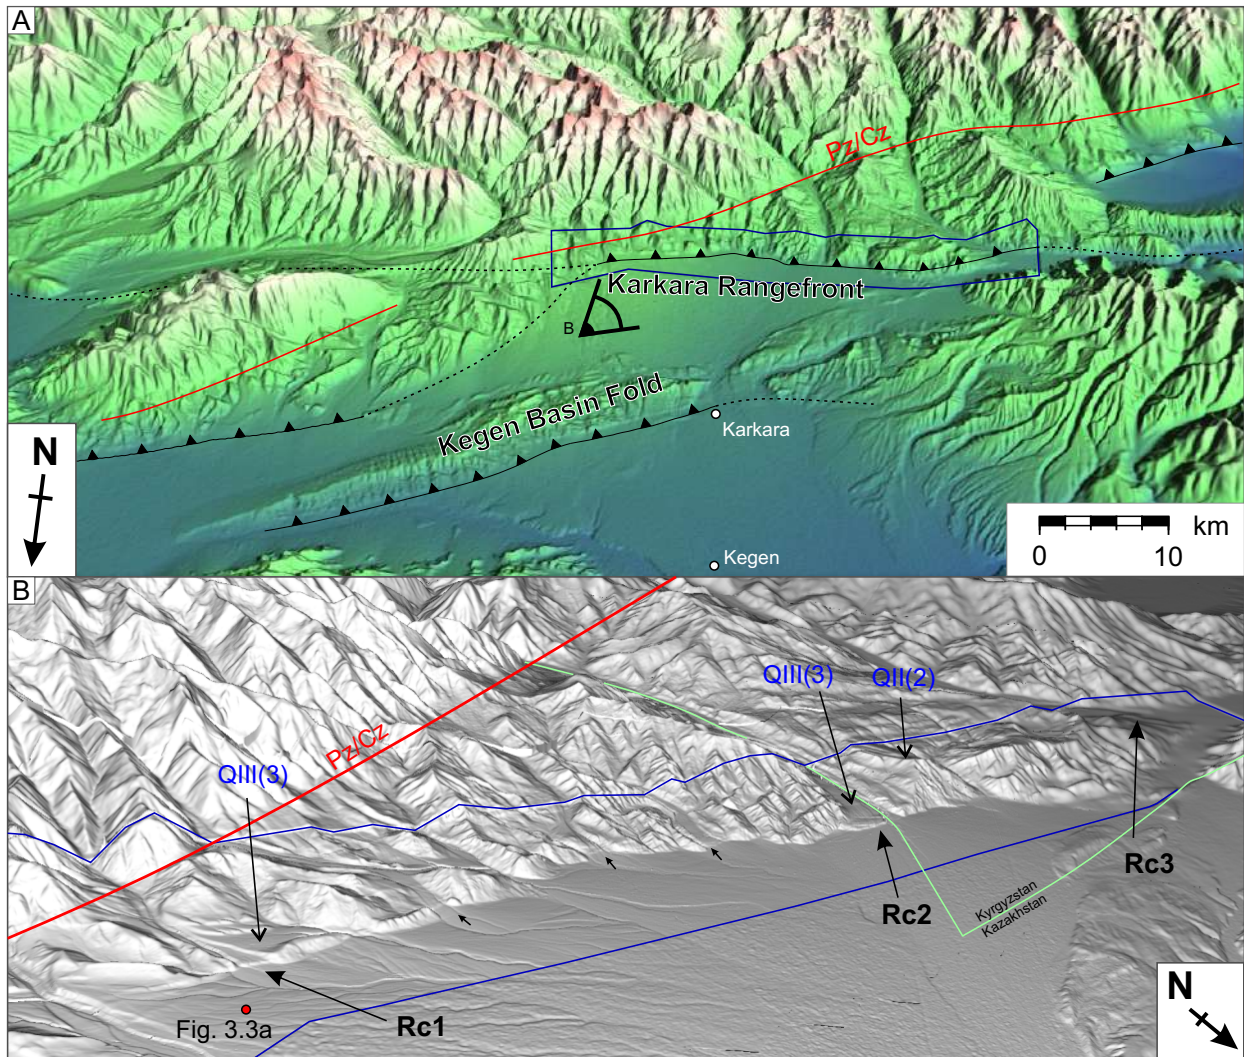 A
Pz/Cz
Karkara Rangefront
B
Kegen Basin Fold
Karkara
N
km
0 10
Kegen
B
QIII(3)
QII(2)
Pz/Cz
QIII(3)
Rc3
Kyrgyzstan
Kazakhstan
Rc2
N
Rc1
Fig. 3.3a